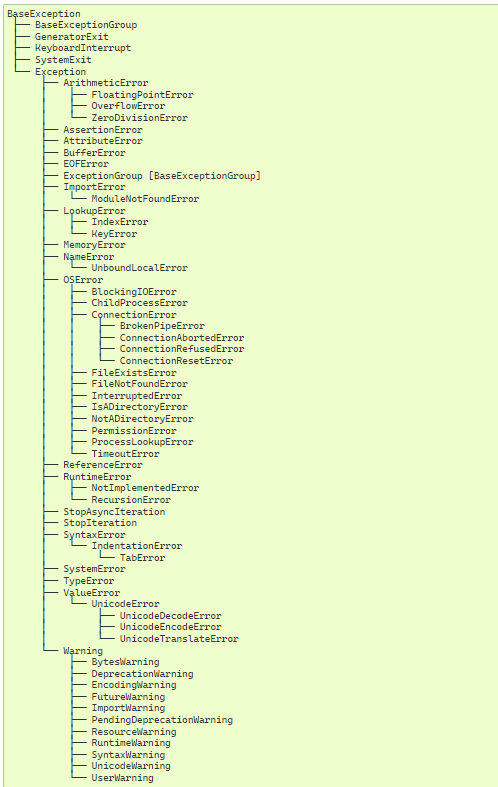 BaseException
 ├── BaseExceptionGroup
 ├── GeneratorExit
 ├── KeyboardInterrupt
 ├── SystemExit
 └── Exception
      ├── ArithmeticError
      │    ├── FloatingPointError
      │    ├── OverflowError
      │    └── ZeroDivisionError
      ├── AssertionError
      ├── AttributeError
      ├── BufferError
      ├── EOFError
      ├── ExceptionGroup [BaseExceptionGroup]
      ├── ImportError
      │    └── ModuleNotFoundError
      ├── LookupError
      │    ├── IndexError
      │    └── KeyError
      ├── MemoryError
      ├── NameError
      │    └── UnboundLocalError
      ├── OSError
      │    ├── BlockingIOError
      │    ├── ChildProcessError
      │    ├── ConnectionError
      │    │    ├── BrokenPipeError
      │    │    ├── ConnectionAbortedError
      │    │    ├── ConnectionRefusedError
      │    │    └── ConnectionResetError
      │    ├── FileExistsError
      │    ├── FileNotFoundError
      │    ├── InterruptedError
      │    ├── IsADirectoryError
      │    ├── NotADirectoryError
      │    ├── PermissionError
      │    ├── ProcessLookupError
      │    └── TimeoutError
      ├── ReferenceError
      ├── RuntimeError
      │    ├── NotImplementedError
      │    └── RecursionError
      ├── StopAsyncIteration
      ├── StopIteration
      ├── SyntaxError
      │    └── IndentationError
      │         └── TabError
      ├── SystemError
      ├── TypeError
      ├── ValueError
      │    └── UnicodeError
      │         ├── UnicodeDecodeError
      │         ├── UnicodeEncodeError
      │         └── UnicodeTranslateError
      └── Warning
           ├── BytesWarning
           ├── DeprecationWarning
           ├── EncodingWarning
           ├── FutureWarning
           ├── ImportWarning
           ├── PendingDeprecationWarning
           ├── ResourceWarning
           ├── RuntimeWarning
           ├── SyntaxWarning
           ├── UnicodeWarning
           └── UserWarning